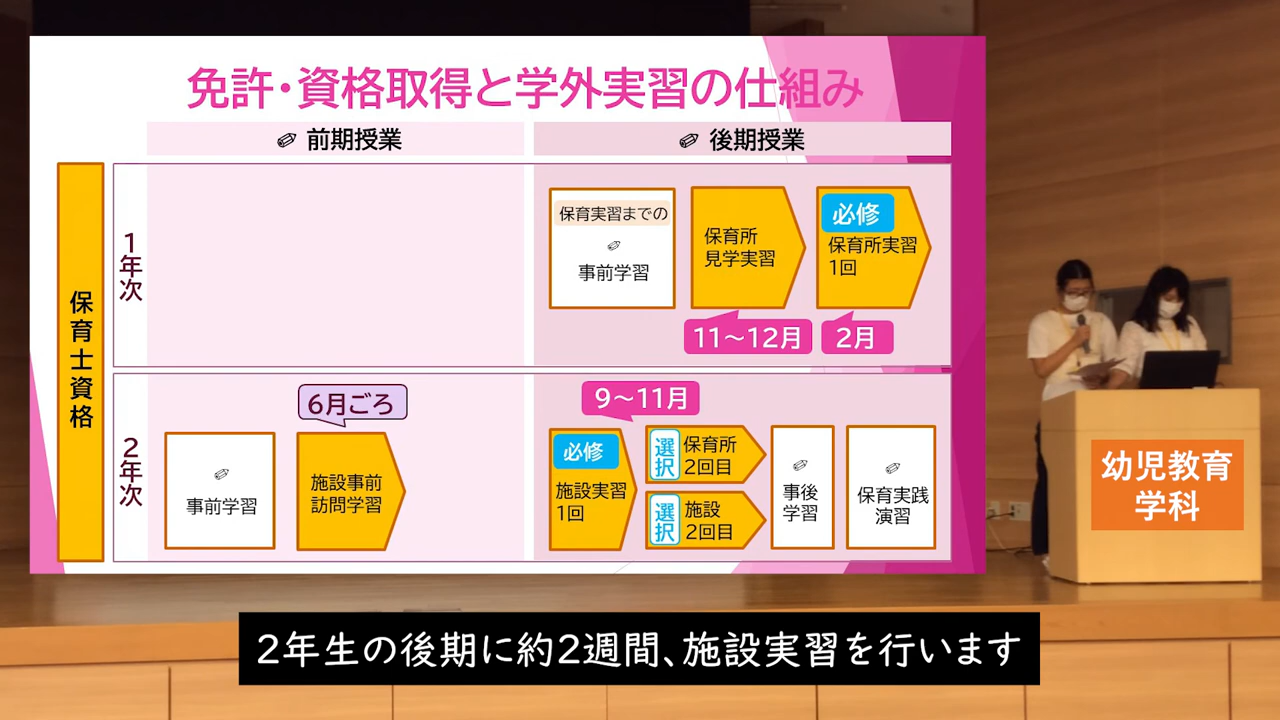 免許・資格取得と学外実習の仕組み
前期授業
後期授業
保育士資格
1年次
保育実習までの
事前学習
保育所
見学実習
必修
保育所実習
1回
11～12月
2月
2年次
6月ごろ
事前学習
施設事前
訪問学習
9～11月
必修
施設実習
1回
選択
保育所
2回目
選択
施設
2回目
事後
学習
保育実践
演習
幼児教育
学科
2年生の後期に約2週間、施設実習を行います